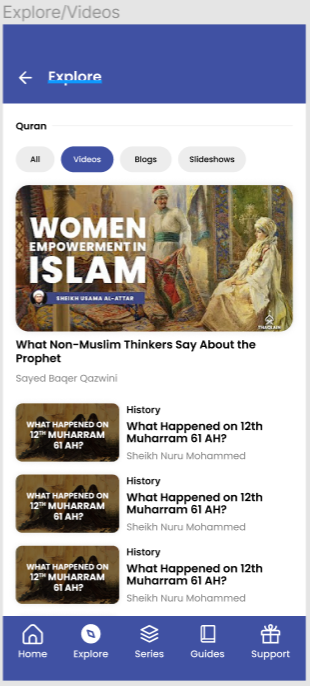 Explore/Videos
Explore
Quran
All
Videos
Blogs
Slideshows
WOMEN
EMPOWERMENT IN
ISLAM
SHEIKH USAMA AL-ATTAR
What Non-Muslim Thinkers Say About the
Prophet
Sayed Baqer Qazwini
WHAT HAPPENED ON
12TH MUHARRAM
61 AH?
History
What Happened on 12th
Muharram 61 AH?
Sheikh Nuru Mohammed
WHAT HAPPENED ON
12TH MUHARRAM
61 AH?
History
What Happened on 12th
Muharram 61 AH?
Sheikh Nuru Mohammed
WHAT HAPPENED ON
12TH MUHARRAM
61 AH?
History
What Happened on 12th
Muharram 61 AH?
Sheikh Nuru Mohammed
Home
Explore
Series
Guides
Support